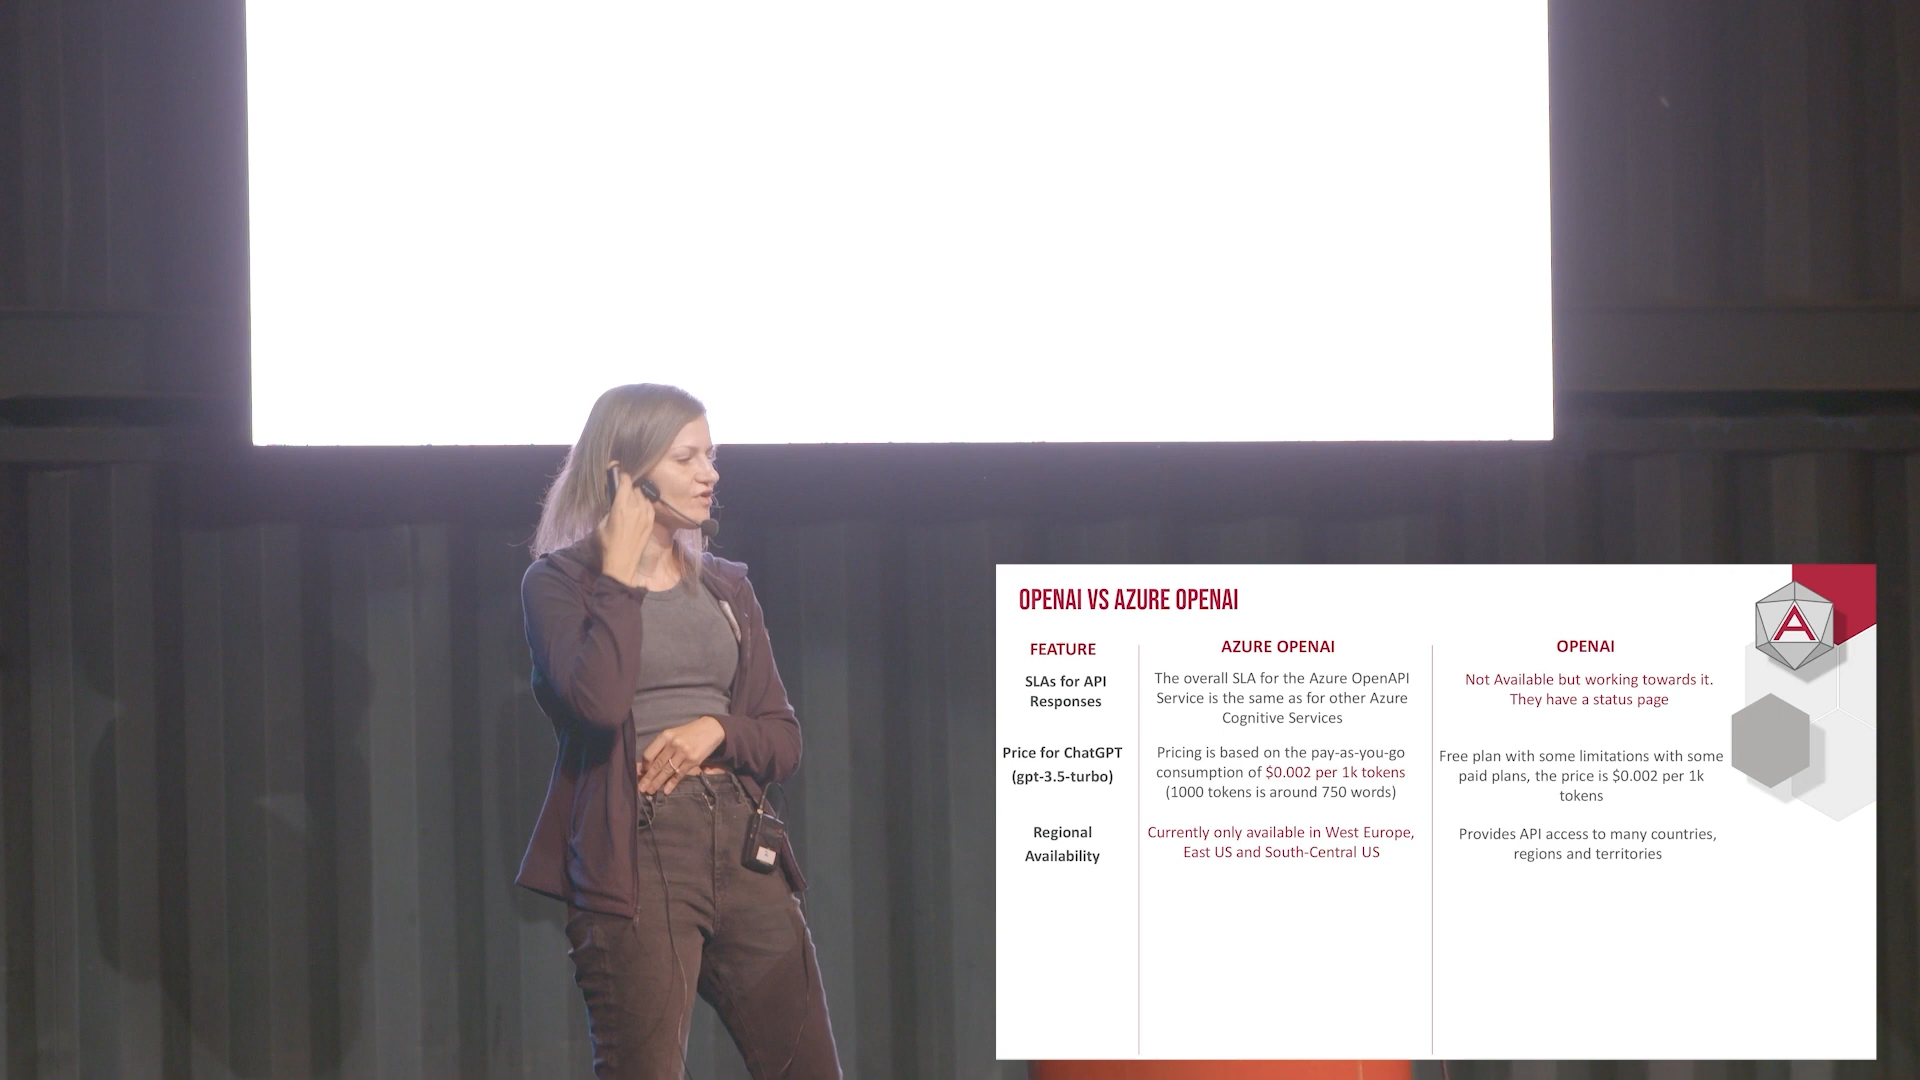 OPENAI VS AZURE OPENAI
FEATURE
AZURE OPENAI
OPENAI
SLAs for API
Responses
The overall SLA for the Azure OpenAPI
Service is the same as for other Azure
Cognitive Services
Not Available but working towards it.
They have a status page
Price for ChatGPT
(gpt-3.5-turbo)
Pricing is based on the pay-as-you-go
consumption of $0.002 per 1k tokens
(1000 tokens is around 750 words)
Free plan with some limitations with some
paid plans, the price is $0.002 per 1k
tokens
Regional
Availability
Currently only available in West Europe,
East US and South-Central US
Provides API access to many countries,
regions and territories
A